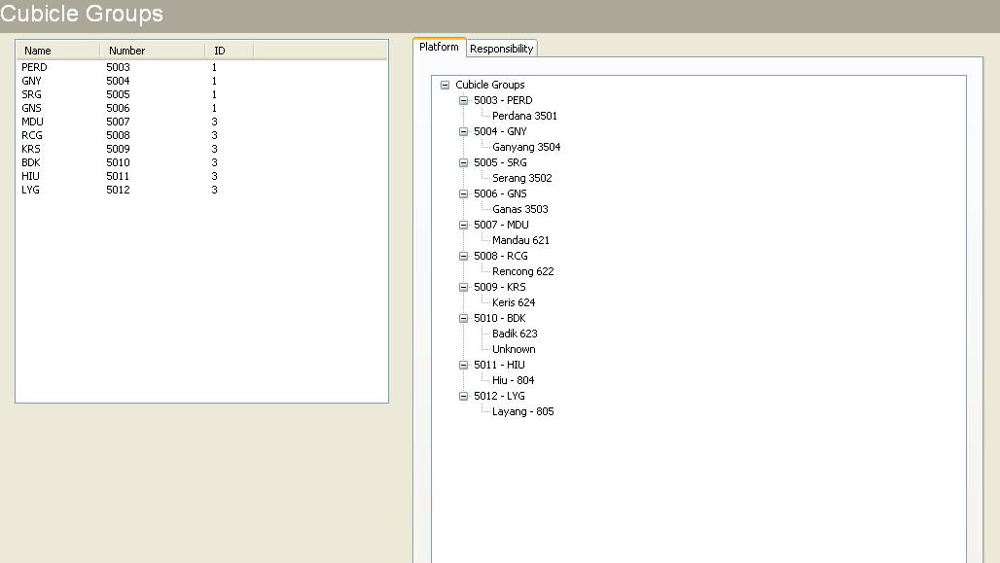 Cubicle Groups
Name Number ID
PERD 5003 1
GNY 5004 1
SRG 5005 1
GNS 5006 1
MDU 5007 3
RCG 5008 3
KRS 5009 3
BDK 5010 3
HIU 5011 3
LYG 5012 3
Platform Responsibility
Cubicle Groups
5003 - PERD
Perdana 3501
5004 - GNY
Ganyang 3504
5005 - SRG
Serang 3502
5006 - GNS
Ganas 3503
5007 - MDU
Mandau 621
5008 - RCG
Rencong 622
5009 - KRS
Keris 624
5010 - BDK
Badik 623
Unknown
5011 - HIU
Hiu - 804
5012 - LYG
Layang - 805